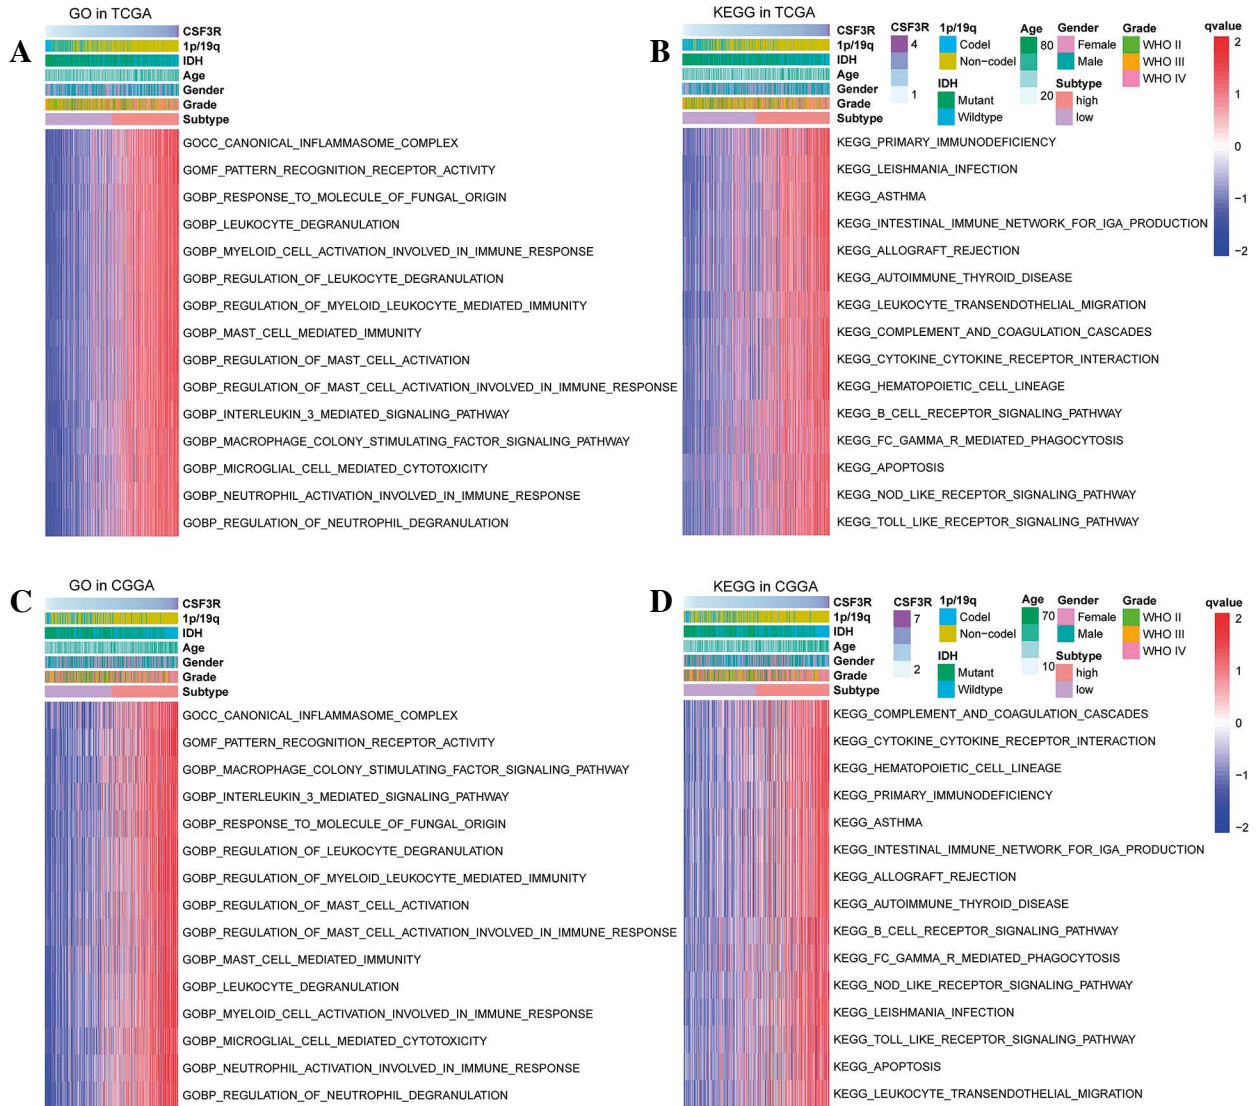 A
GO in TCGA
CSF3R
1p/19q
IDH
Age
Gender
Grade
Subtype
GOCC_CANONICAL_INFLAMMASOME_COMPLEX
GOMF_PATTERN_RECOGNITION_RECEPTOR_ACTIVITY
GOBP_RESPONSE_TO_MOLECULE_OF_FUNGAL_ORIGIN
GOBP_LEUKOCYTE_DEGRANULATION
GOBP_MYELOID_CELL_ACTIVATION_INVOLVED_IN_IMMUNE_RESPONSE
GOBP_REGULATION_OF_LEUKOCYTE_DEGRANULATION
GOBP_REGULATION_OF_MYELOID_LEUKOCYTE_MEDIATED_IMMUNITY
GOBP_MAST_CELL_MEDIATED_IMMUNITY
GOBP_REGULATION_OF_MAST_CELL_ACTIVATION
GOBP_REGULATION_OF_MAST_CELL_ACTIVATION_INVOLVED_IN_IMMUNE_RESPONSE
GOBP_INTERLEUKIN_3_MEDIATED_SIGNALING_PATHWAY
GOBP_MACROPHAGE_COLONY_STIMULATING_FACTOR_SIGNALING_PATHWAY
GOBP_MICROGLIAL_CELL_MEDIATED_CYTOTOXICITY
GOBP_NEUTROPHIL_ACTIVATION_INVOLVED_IN_IMMUNE_RESPONSE
GOBP_REGULATION_OF_NEUTROPHIL_DEGRANULATION
B
KEGG in TCGA
CSF3R
1p/19q
IDH
Age
Gender
Grade
Subtype
KEGG_PRIMARY_IMMUNODEFICIENCY
KEGG_LEISHMANIA_INFECTION
KEGG_ASTHMA
KEGG_INTESTINAL_IMMUNE_NETWORK_FOR_IGA_PRODUCTION
KEGG_ALLOGRAFT_REJECTION
KEGG_AUTOIMMUNE_THYROID_DISEASE
KEGG_LEUKOCYTE_TRANSENDOTHELIAL_MIGRATION
KEGG_COMPLEMENT_AND_COAGULATION_CASCADES
KEGG_CYTOKINE_CYTOKINE_RECEPTOR_INTERACTION
KEGG_HEMATOPOIETIC_CELL_LINEAGE
KEGG_B_CELL_RECEPTOR_SIGNALING_PATHWAY
KEGG_FC_GAMMA_R_MEDIATED_PHAGOCYTOSIS
KEGG_APOPTOSIS
KEGG_NOD_LIKE_RECEPTOR_SIGNALING_PATHWAY
KEGG_TOLL_LIKE_RECEPTOR_SIGNALING_PATHWAY
CSF3R
4
1
1p/19q
Codel
Non-codel
IDH
Mutant
Wildtype
Age
80
20
Gender
Female
Male
Subtype
high
low
Grade
WHO II
WHO III
WHO IV
qvalue
2
1
0
−1
−2
C
GO in CGGA
CSF3R
1p/19q
IDH
Age
Gender
Grade
Subtype
GOCC_CANONICAL_INFLAMMASOME_COMPLEX
GOMF_PATTERN_RECOGNITION_RECEPTOR_ACTIVITY
GOBP_MACROPHAGE_COLONY_STIMULATING_FACTOR_SIGNALING_PATHWAY
GOBP_INTERLEUKIN_3_MEDIATED_SIGNALING_PATHWAY
GOBP_RESPONSE_TO_MOLECULE_OF_FUNGAL_ORIGIN
GOBP_REGULATION_OF_LEUKOCYTE_DEGRANULATION
GOBP_REGULATION_OF_MYELOID_LEUKOCYTE_MEDIATED_IMMUNITY
GOBP_REGULATION_OF_MAST_CELL_ACTIVATION
GOBP_REGULATION_OF_MAST_CELL_ACTIVATION_INVOLVED_IN_IMMUNE_RESPONSE
GOBP_MAST_CELL_MEDIATED_IMMUNITY
GOBP_LEUKOCYTE_DEGRANULATION
GOBP_MYELOID_CELL_ACTIVATION_INVOLVED_IN_IMMUNE_RESPONSE
GOBP_MICROGLIAL_CELL_MEDIATED_CYTOTOXICITY
GOBP_NEUTROPHIL_ACTIVATION_INVOLVED_IN_IMMUNE_RESPONSE
GOBP_REGULATION_OF_NEUTROPHIL_DEGRANULATION
D
KEGG in CGGA
CSF3R
1p/19q
IDH
Age
Gender
Grade
Subtype
KEGG_COMPLEMENT_AND_COAGULATION_CASCADES
KEGG_CYTOKINE_CYTOKINE_RECEPTOR_INTERACTION
KEGG_HEMATOPOIETIC_CELL_LINEAGE
KEGG_PRIMARY_IMMUNODEFICIENCY
KEGG_ASTHMA
KEGG_INTESTINAL_IMMUNE_NETWORK_FOR_IGA_PRODUCTION
KEGG_ALLOGRAFT_REJECTION
KEGG_AUTOIMMUNE_THYROID_DISEASE
KEGG_B_CELL_RECEPTOR_SIGNALING_PATHWAY
KEGG_FC_GAMMA_R_MEDIATED_PHAGOCYTOSIS
KEGG_NOD_LIKE_RECEPTOR_SIGNALING_PATHWAY
KEGG_LEISHMANIA_INFECTION
KEGG_TOLL_LIKE_RECEPTOR_SIGNALING_PATHWAY
KEGG_APOPTOSIS
KEGG_LEUKOCYTE_TRANSENDOTHELIAL_MIGRATION
CSF3R
7
2
1p/19q
Codel
Non-codel
IDH
Mutant
Wildtype
Age
70
10
Gender
Female
Male
Subtype
high
low
Grade
WHO II
WHO III
WHO IV
qvalue
2
1
0
−1
−2